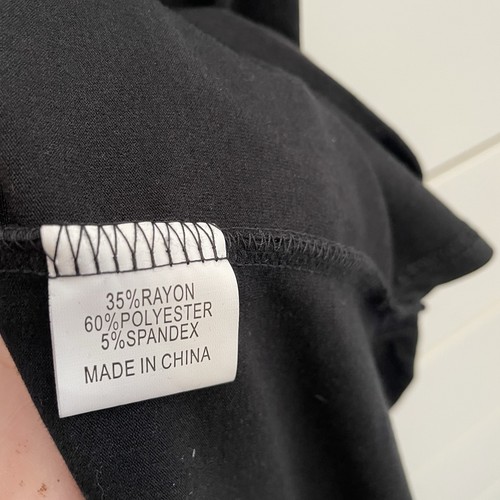 35%RAYON
60%POLYESTER
5%SPANDEX
MADE IN CHINA